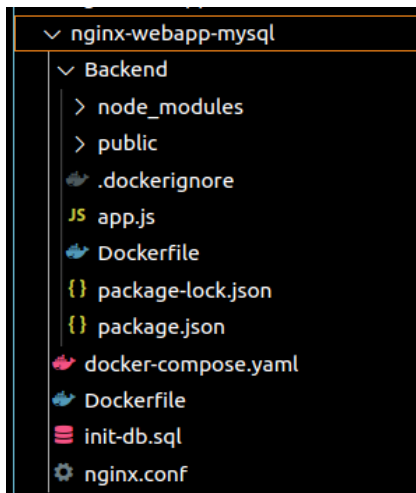 nginx-webapp-mysql
Backend
node_modules
public
.dockerignore
JS app.js
Dockerfile
{} package-lock.json
{} package.json
docker-compose.yaml
Dockerfile
init-db.sql
nginx.conf